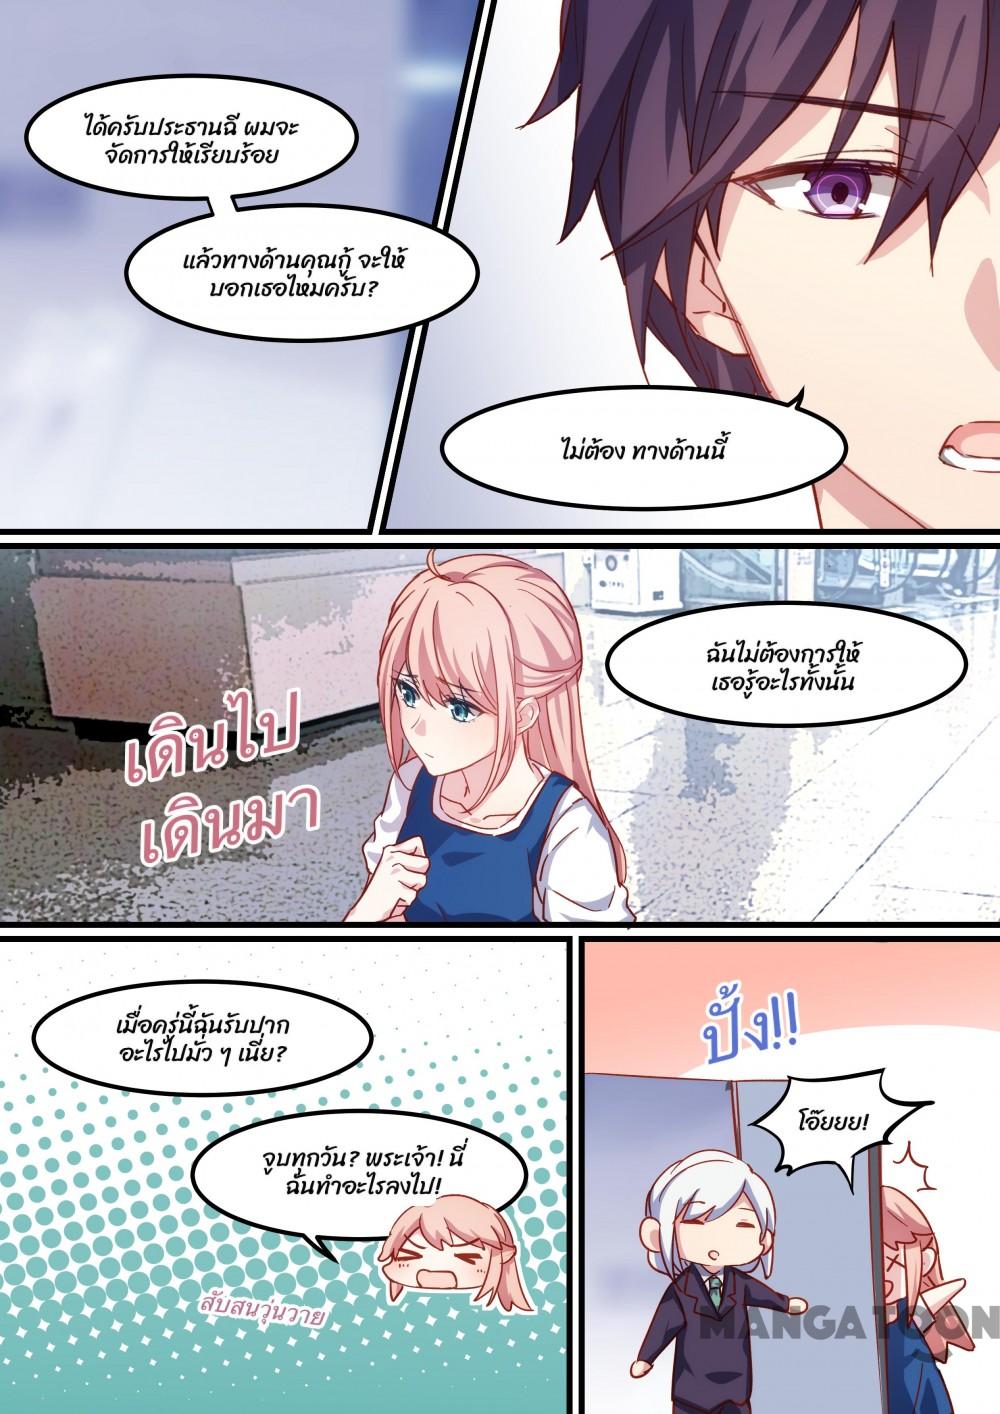 ได้ครับประธานฉี ผมจะ
จัดการให้เรียบร้อย
แล้วทางด้านคุณกู้ จะให้
บอกเธอไหมครับ?
ไม่ต้อง ทางด้านนี้
ฉันไม่ต้องการให้
เธอรู้อะไรทั้งนั้น
เดินไป
เดินมา
เมื่อครู่นี้ฉันรับปาก
อะไรไปมั่ว ๆ เนี่ย?
จูบทุกวัน? พระเจ้า! นี่
ฉันทำอะไรลงไป!
สับสนวุ่นวาย
ปั้ง!!
โอ๊ยยย!
MANGATOON